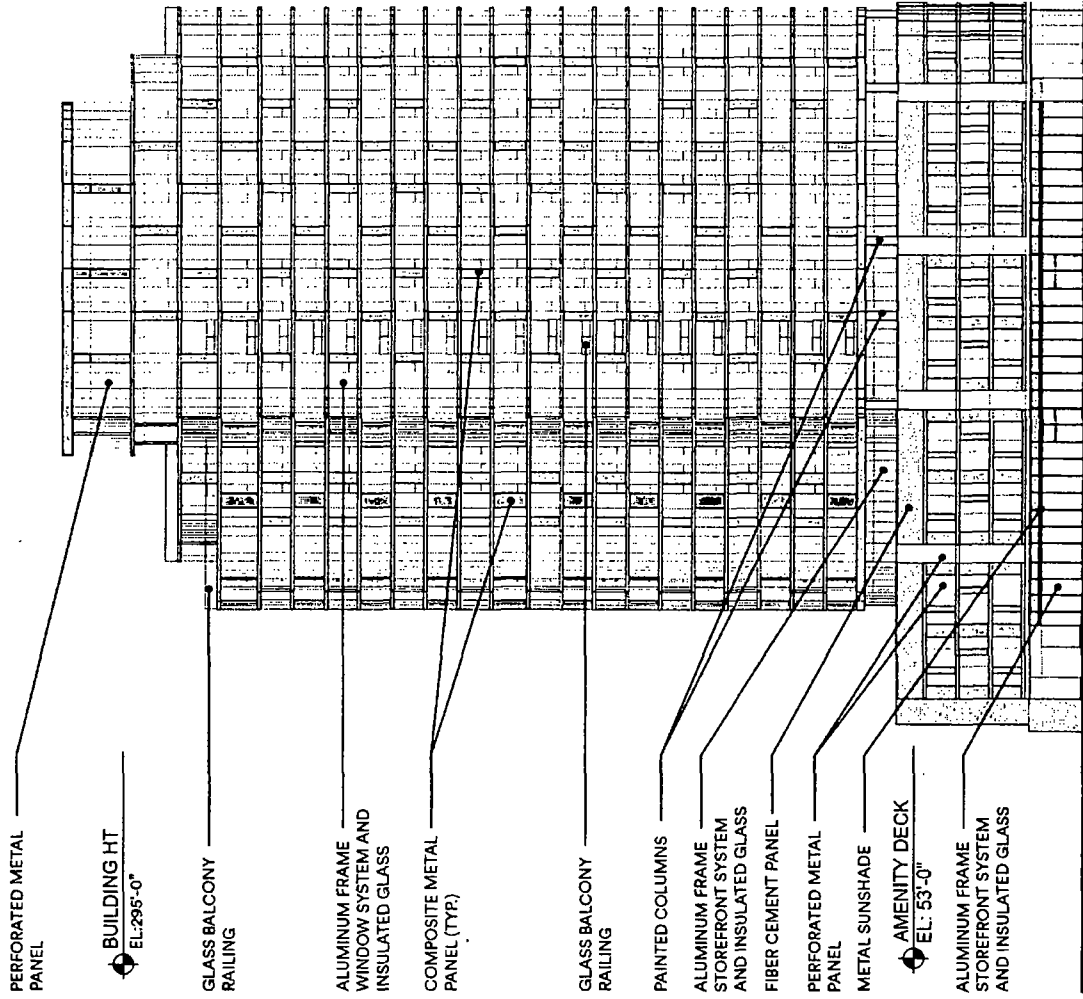 PERFORATED METAL
PANEL
BUILDING HT
EL:295'-0"
GLASS BALCONY
RAILING
ALUMINUM FRAME
WINDOW SYSTEM AND
INSULATED GLASS
COMPOSITE METAL
PANEL (TYP.)
GLASS BALCONY
RAILING
PAINTED COLUMNS
ALUMINUM FRAME
STOREFRONT SYSTEM
AND INSULATED GLASS
FIBER CEMENT PANEL
PERFORATED METAL
PANEL
METAL SUNSHADE
AMENITY DECK
EL: 53'-0"
ALUMINUM FRAME
STOREFRONT SYSTEM
AND INSULATED GLASS